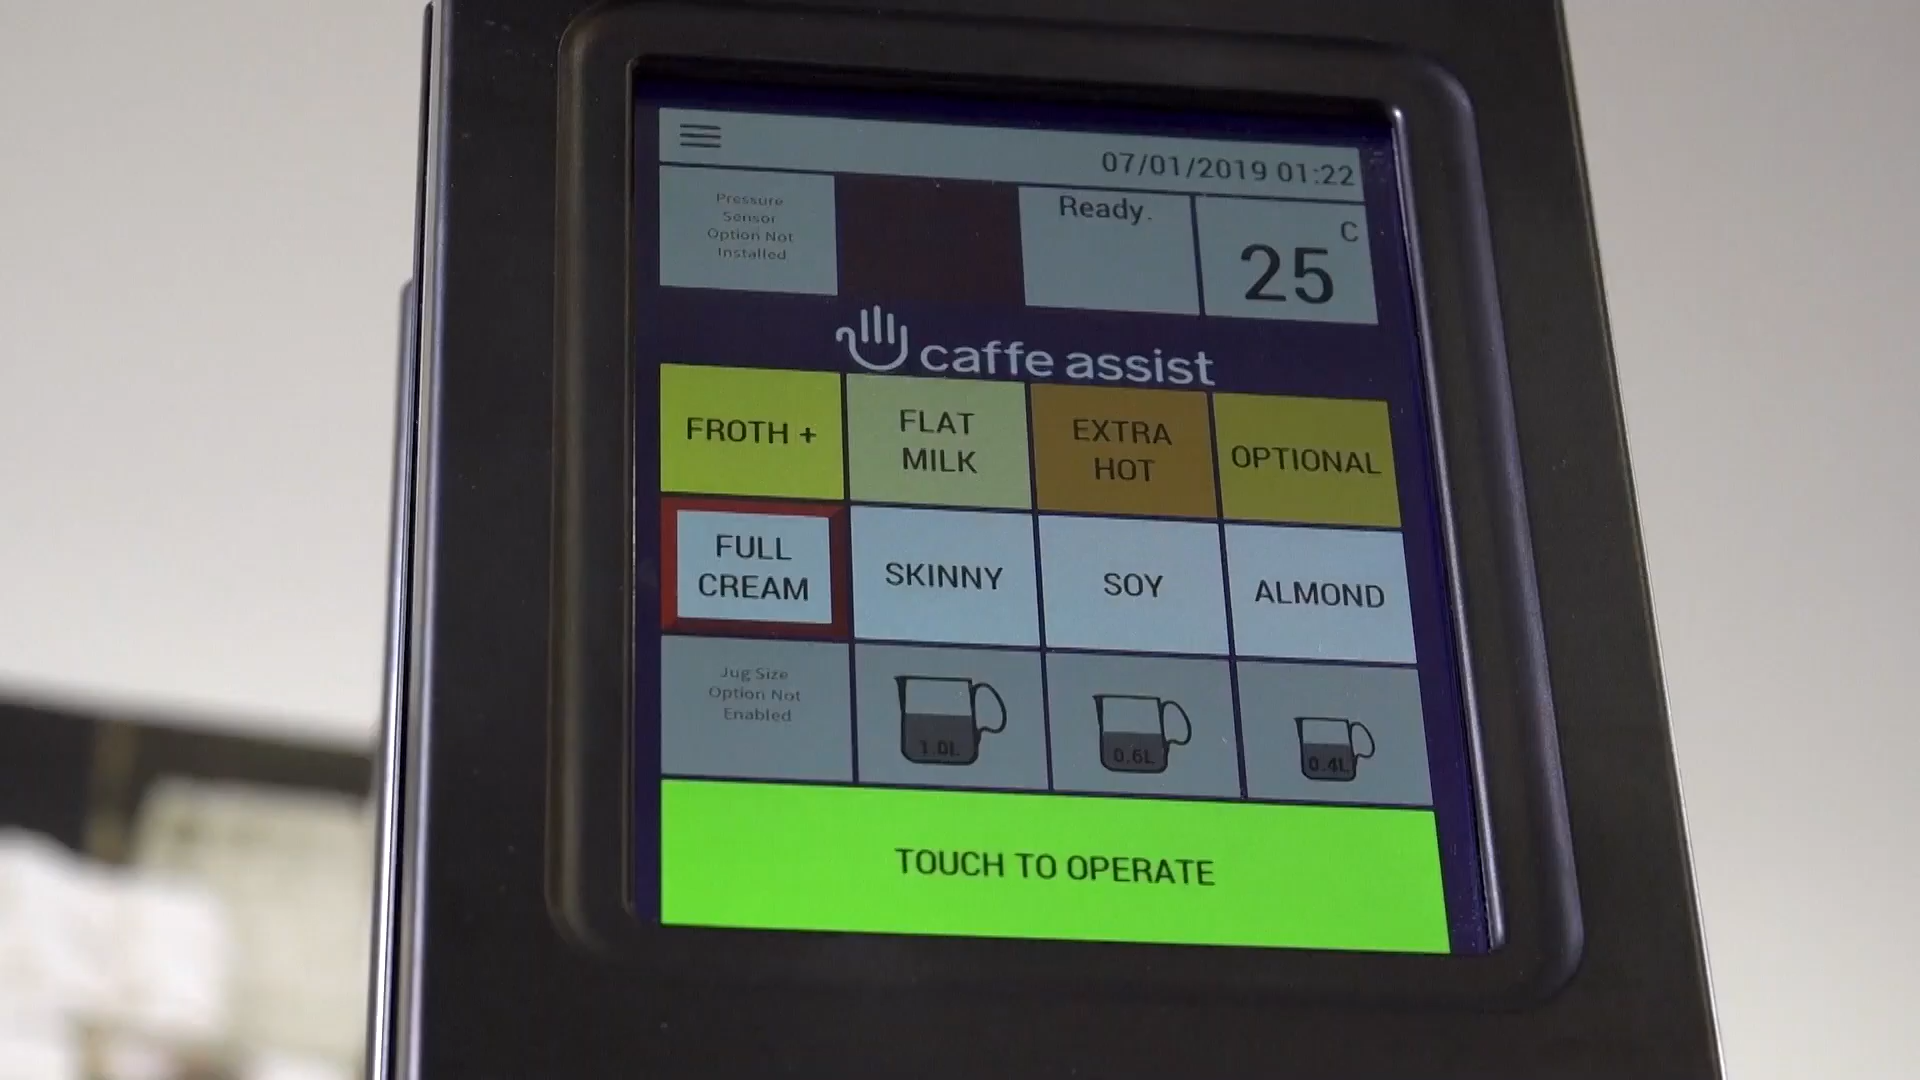 07/01/2019 01:22
Pressure
Sensor
Option Not
Installed
Ready.
C
25
caffe assist
FROTH +
FLAT
MILK
EXTRA
HOT
OPTIONAL
FULL
CREAM
SKINNY
SOY
ALMOND
Jug Size
Option Not
Enabled
1.0L
0.6L
0.4L
TOUCH TO OPERATE